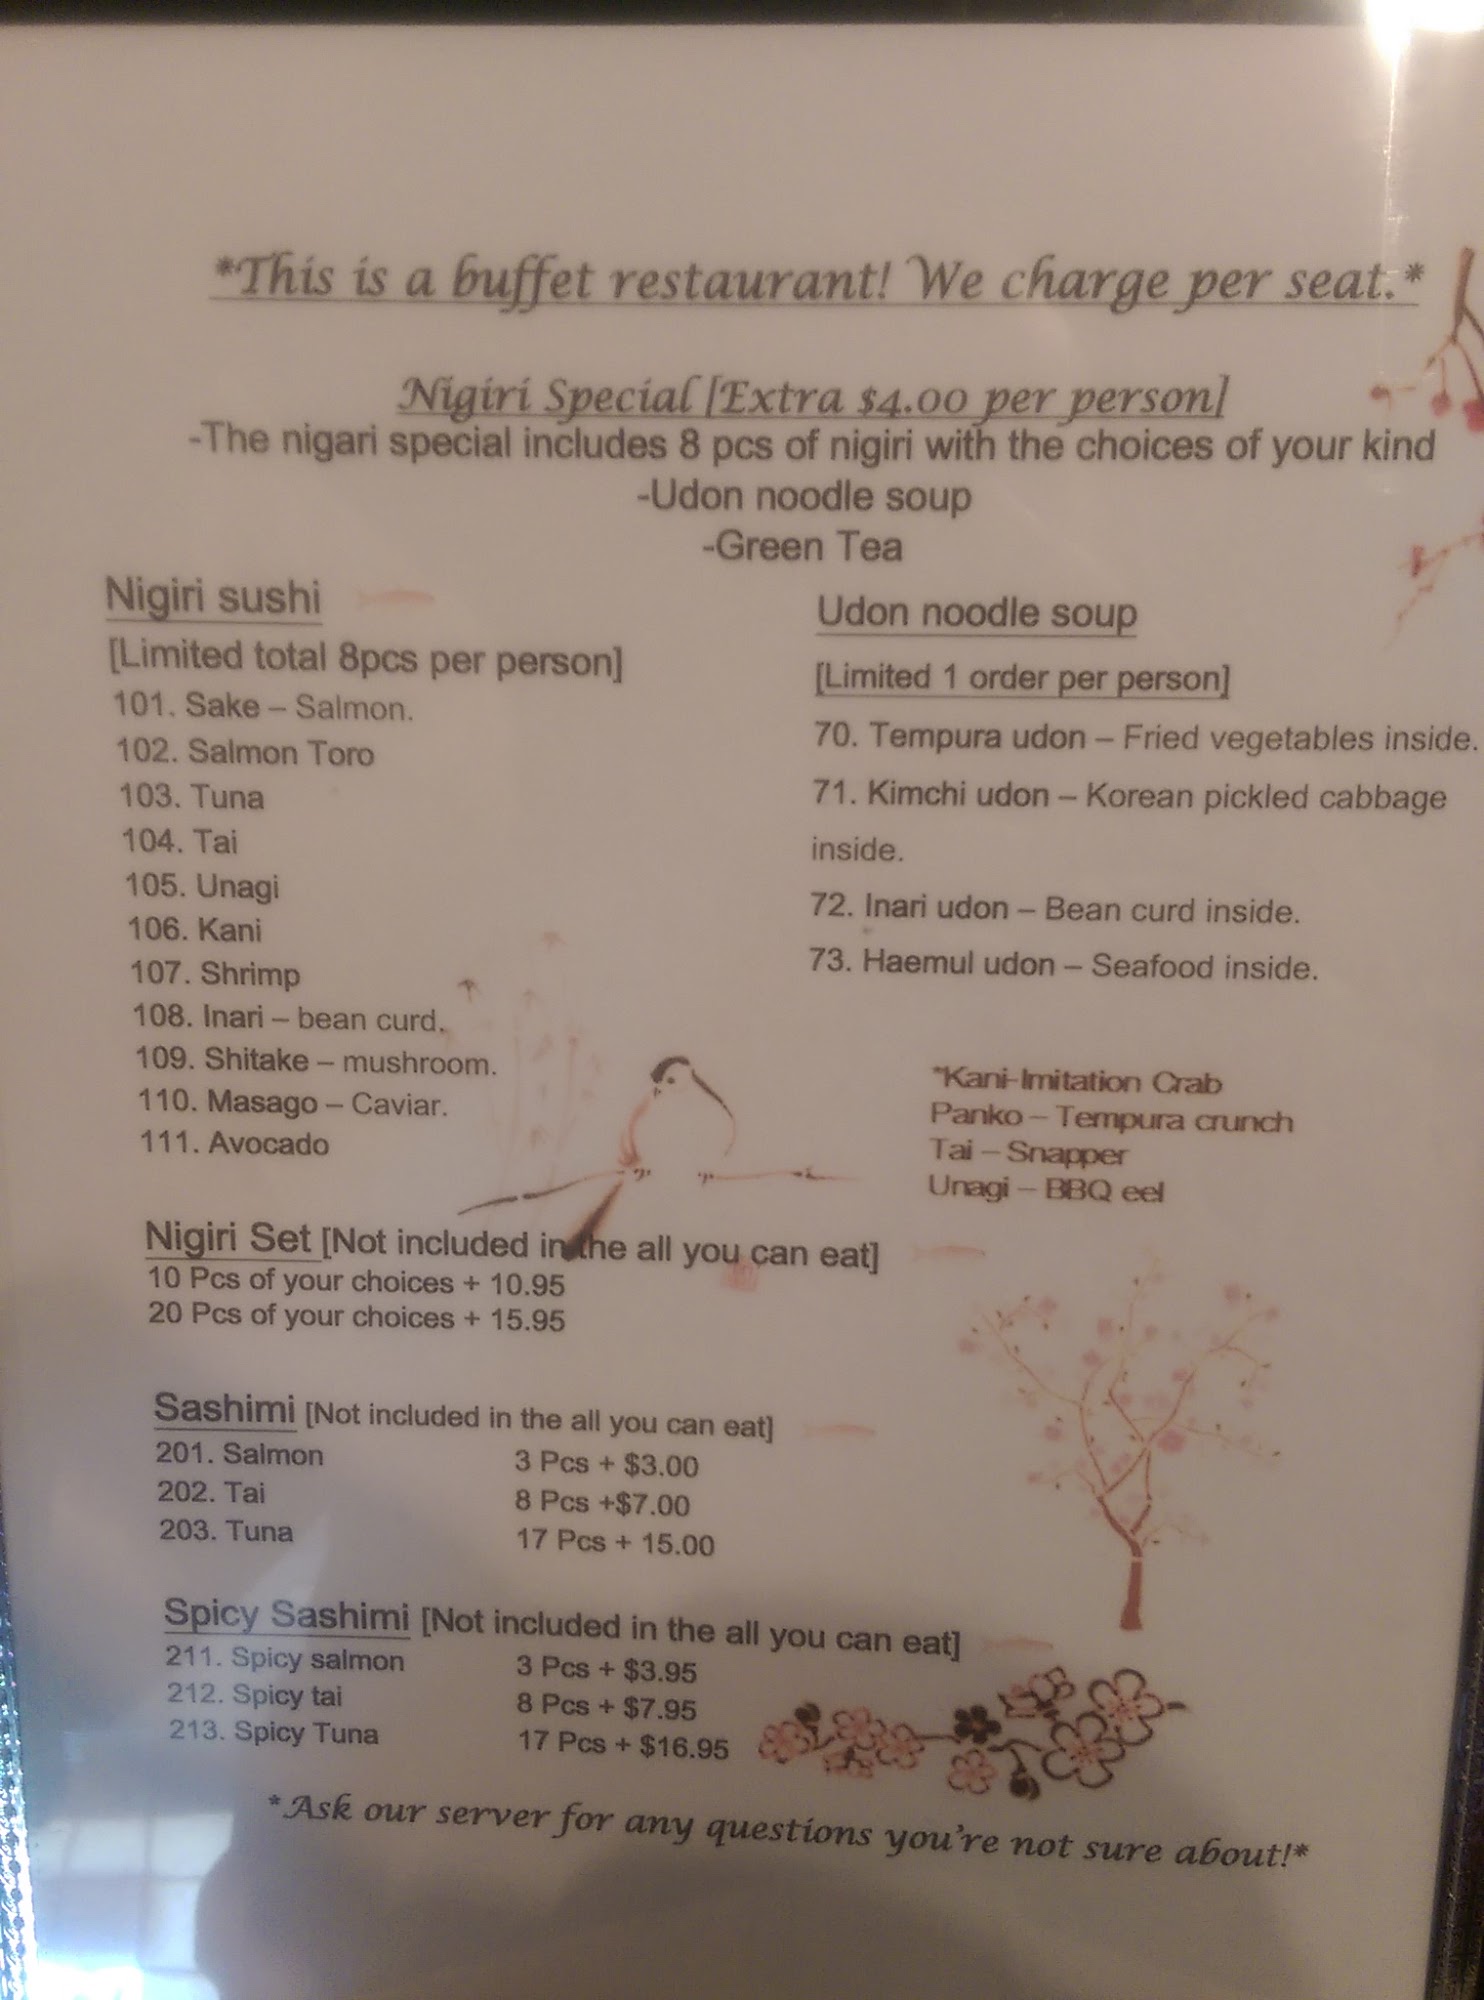 *This is a buffet restaurant! We charge per seat.*
Nigiri Special [Extra $4.00 per person]
-The nigari special includes 8 pcs of nigiri with the choices of your kind
-Udon noodle soup
-Green Tea
Nigiri sushi
[Limited total 8pcs per person]
101. Sake – Salmon.
102. Salmon Toro
103. Tuna
104. Tai
105. Unagi
106. Kani
107. Shrimp
108. Inari – bean curd.
109. Shitake – mushroom.
110. Masago – Caviar.
111. Avocado
Udon noodle soup
[Limited 1 order per person]
70. Tempura udon – Fried vegetables inside.
71. Kimchi udon – Korean pickled cabbage
inside.
72. Inari udon – Bean curd inside.
73. Haemul udon – Seafood inside.
*Kani-Imitation Crab
Panko – Tempura crunch
Tai – Snapper
Unagi – BBQ eel
Nigiri Set [Not included in the all you can eat]
10 Pcs of your choices + 10.95
20 Pcs of your choices + 15.95
Sashimi [Not included in the all you can eat]
201. Salmon 3 Pcs + $3.00
202. Tai 8 Pcs +$7.00
203. Tuna 17 Pcs + 15.00
Spicy Sashimi [Not included in the all you can eat]
211. Spicy salmon 3 Pcs + $3.95
212. Spicy tai 8 Pcs + $7.95
213. Spicy Tuna 17 Pcs + $16.95
*Ask our server for any questions you're not sure about!*